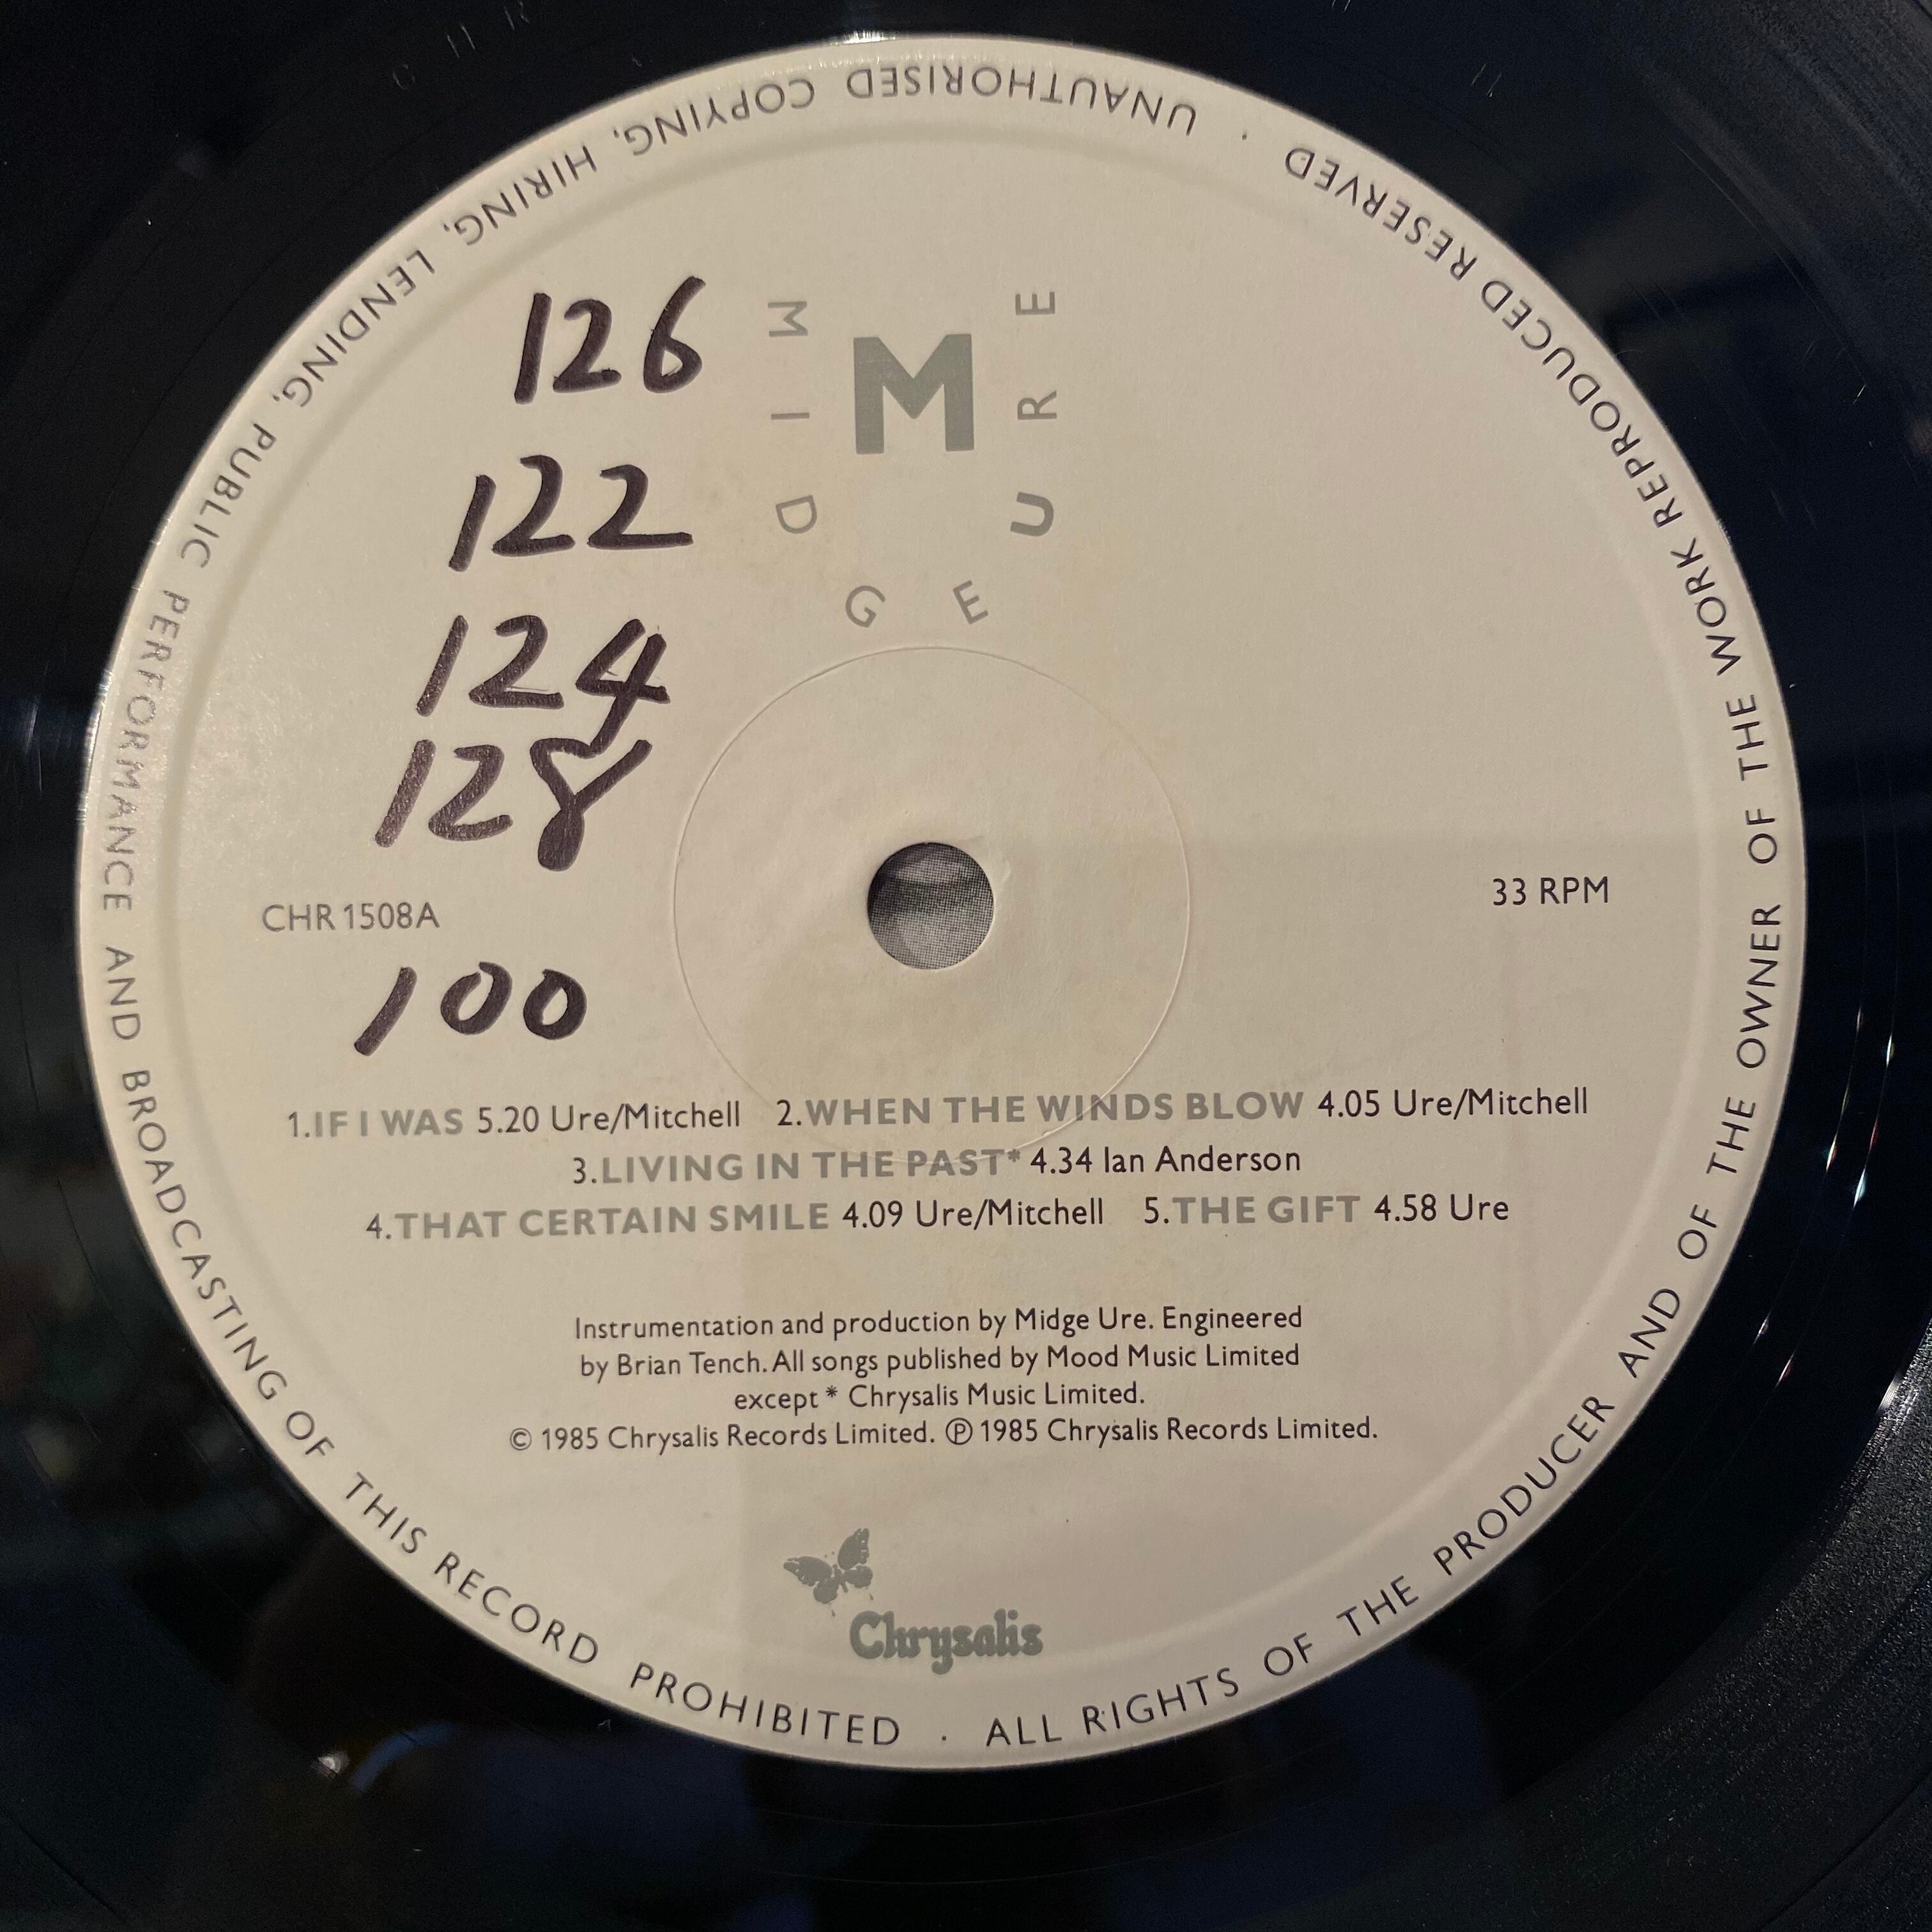 126
122
124
128
100
MIDGE URE
M
CHR 1508A
33 RPM
1.IF I WAS 5.20 Ure/Mitchell 2.WHEN THE WINDS BLOW 4.05 Ure/Mitchell
3.LIVING IN THE PAST* 4.34 Ian Anderson
4.THAT CERTAIN SMILE 4.09 Ure/Mitchell 5.THE GIFT 4.58 Ure
Instrumentation and production by Midge Ure. Engineered
by Brian Tench. All songs published by Mood Music Limited
except * Chrysalis Music Limited.
© 1985 Chrysalis Records Limited. ℗ 1985 Chrysalis Records Limited.
Chrysalis
ALL RIGHTS OF THE PRODUCER AND OF THE OWNER OF THE WORK REPRODUCED RESERVED · UNAUTHORISED COPYING, HIRING, LENDING, PUBLIC PERFORMANCE AND BROADCASTING OF THIS RECORD PROHIBITED ·